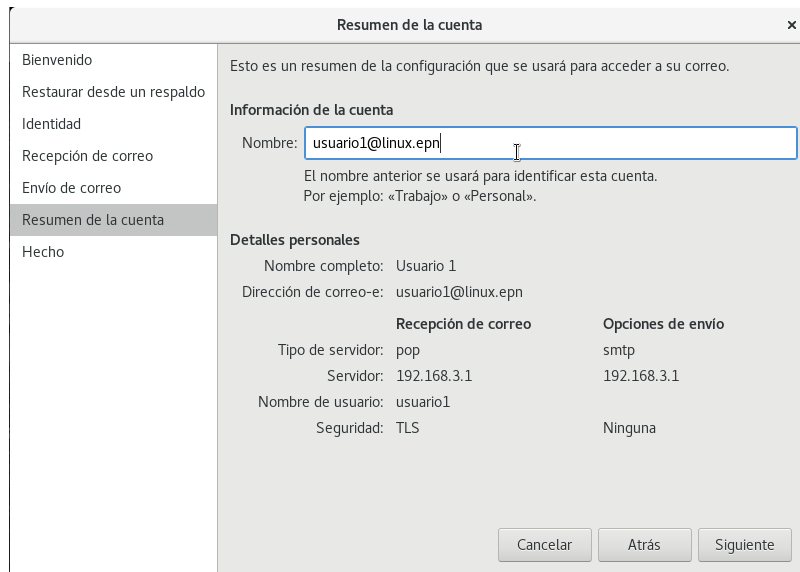 Resumen de la cuenta
×
Bienvenido
Restaurar desde un respaldo
Identidad
Recepción de correo
Envío de correo
Resumen de la cuenta
Hecho
Esto es un resumen de la configuración que se usará para acceder a su correo.
Información de la cuenta
Nombre: usuario1@linux.epn
El nombre anterior se usará para identificar esta cuenta.
Por ejemplo: «Trabajo» o «Personal».
Detalles personales
Nombre completo: Usuario 1
Dirección de correo-e: usuario1@linux.epn
Recepción de correo Opciones de envío
Tipo de servidor: pop smtp
Servidor: 192.168.3.1 192.168.3.1
Nombre de usuario: usuario1
Seguridad: TLS Ninguna
Cancelar Atrás Siguiente